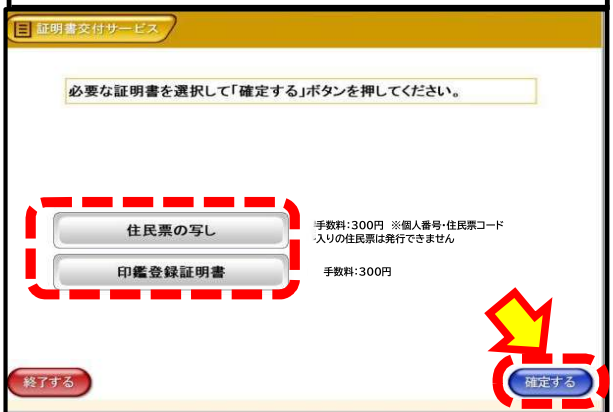 証明書交付サービス
必要な証明書を選択して「確定する」ボタンを押してください。
住民票の写し
手数料:300円 ※個人番号・住民票コード
入りの住民票は発行できません
印鑑登録証明書
手数料:300円
終了する
確定する